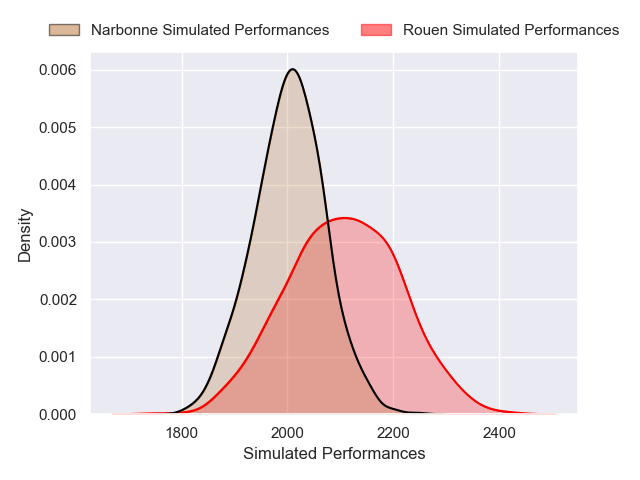 Narbonne Simulated Performances Rouen Simulated Performances
0.006
0.005
0.004
0.003
0.002
0.001
0.000
Density
1800 2000 2200 2400
Simulated Performances